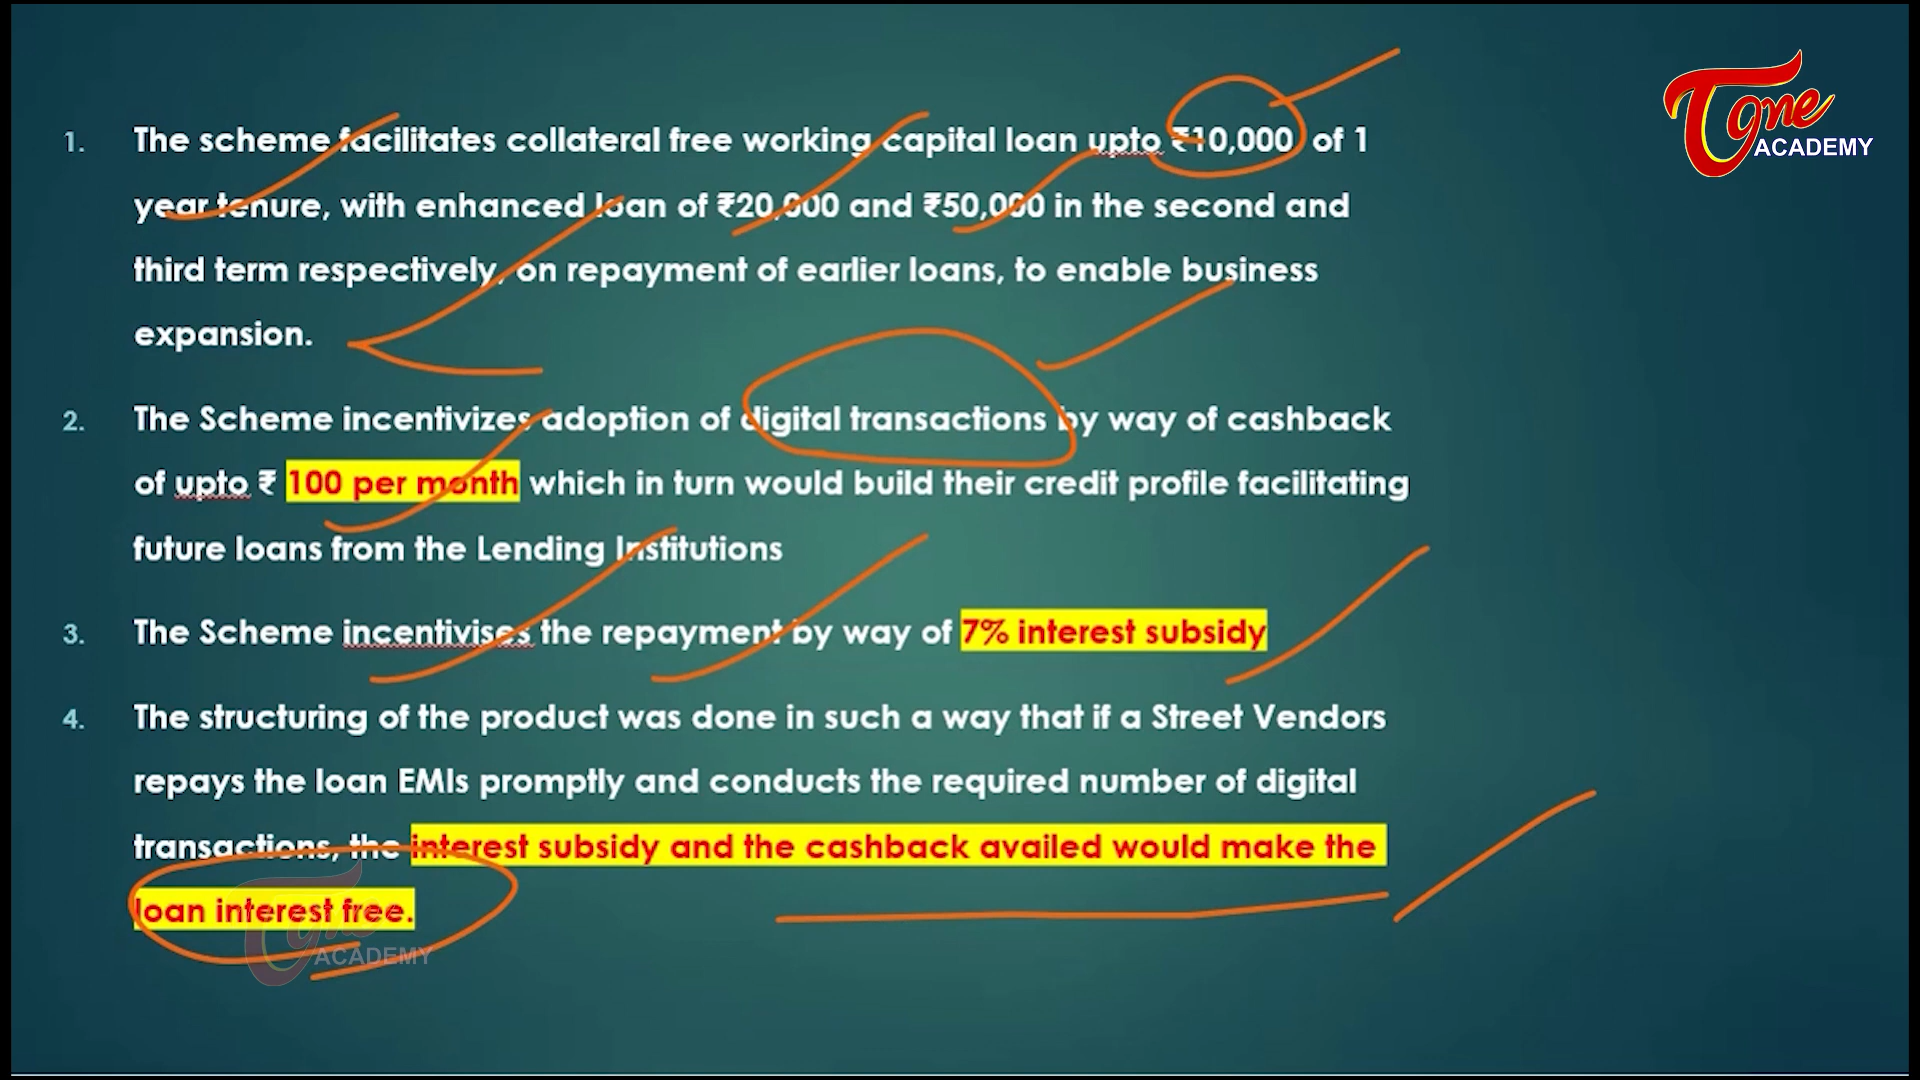 Tone
ACADEMY
1. The scheme facilitates collateral free working capital loan upto ₹10,000 of 1
year tenure, with enhanced loan of ₹20,000 and ₹50,000 in the second and
third term respectively, on repayment of earlier loans, to enable business
expansion.
2. The Scheme incentivizes adoption of digital transactions by way of cashback
of upto ₹ 100 per month which in turn would build their credit profile facilitating
future loans from the Lending Institutions
3. The Scheme incentivises the repayment by way of 7% interest subsidy
4. The structuring of the product was done in such a way that if a Street Vendors
repays the loan EMIs promptly and conducts the required number of digital
transactions, the interest subsidy and the cashback availed would make the
loan interest free.
Tone
ACADEMY